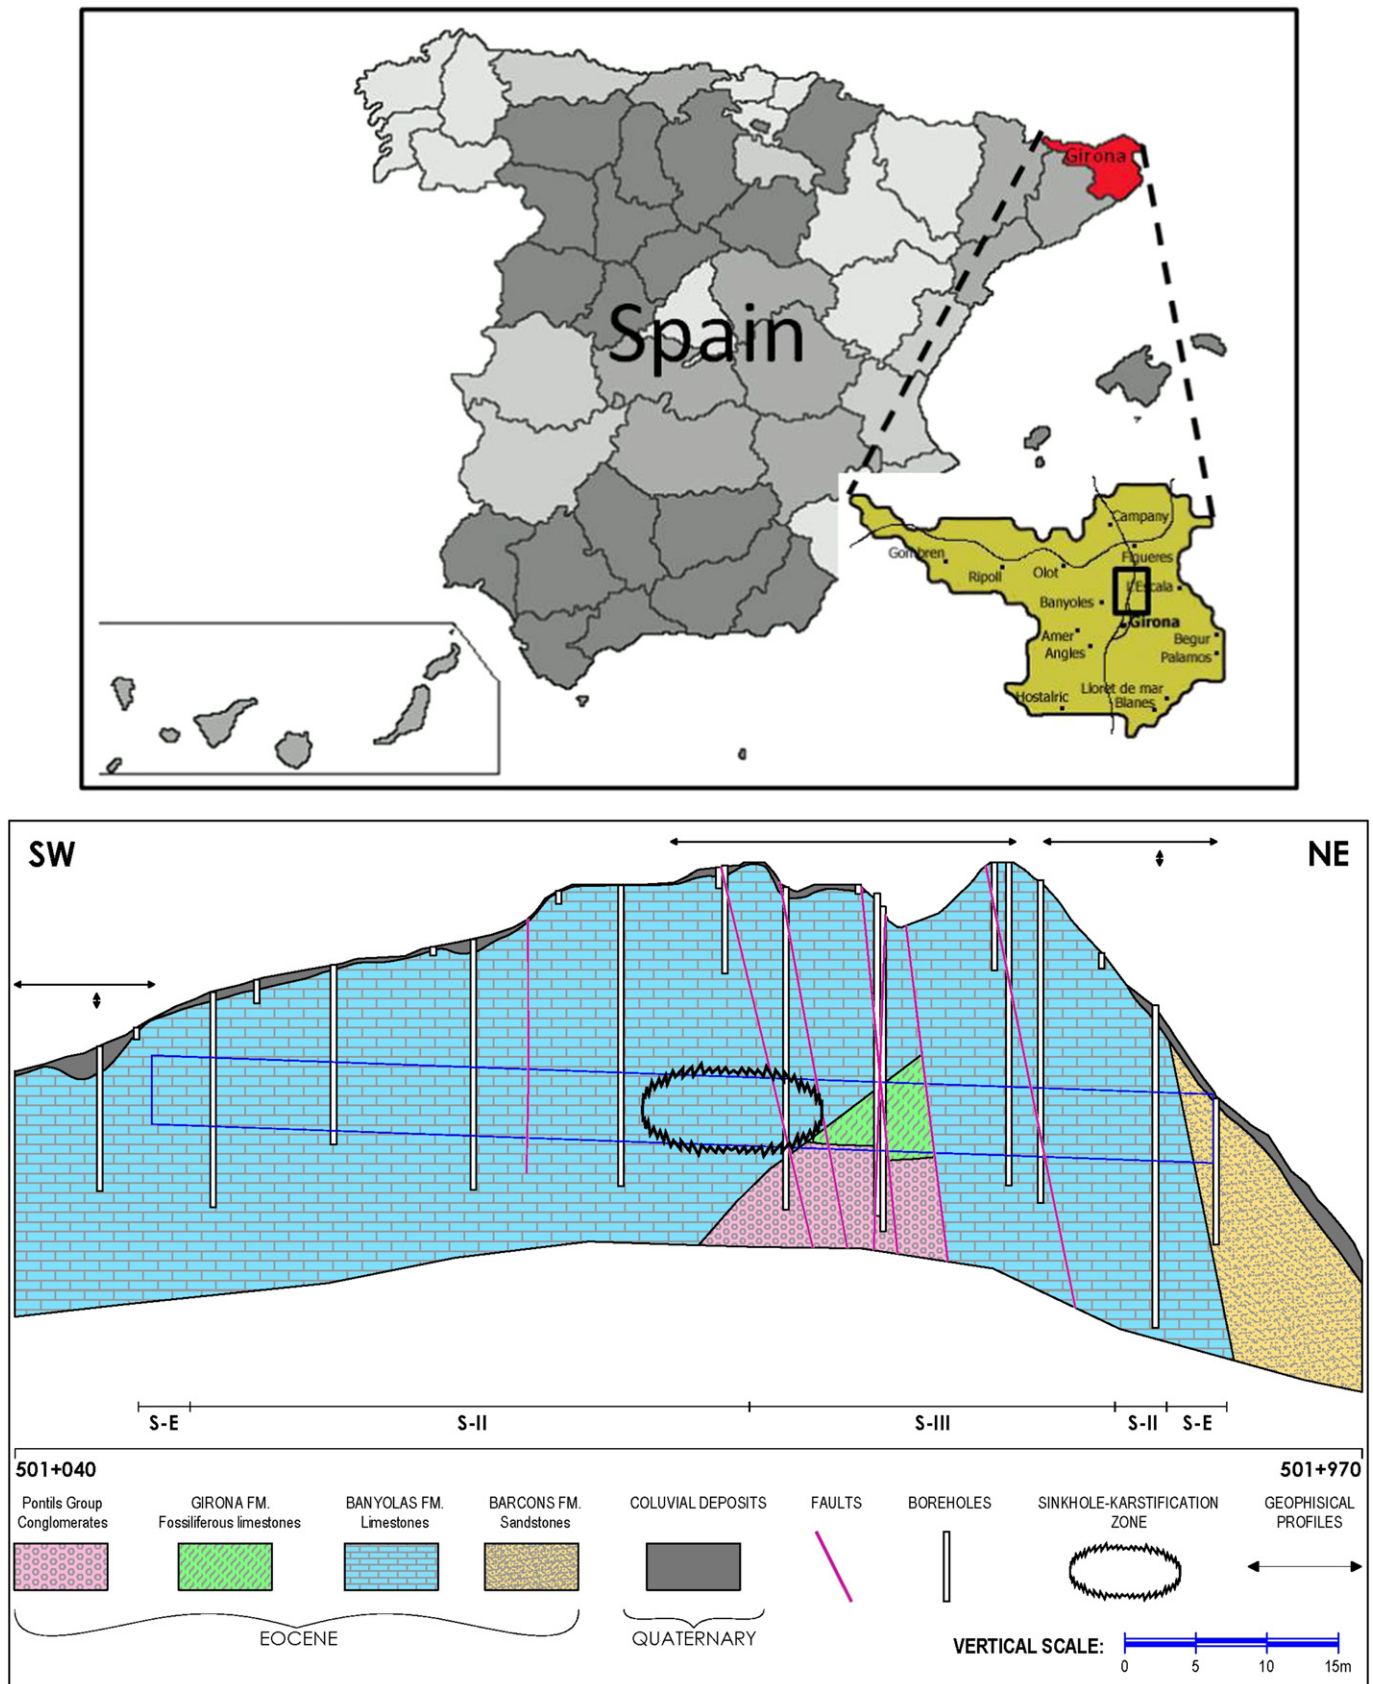 Girona
Spain
Campany
Gombren
Figueres
Ripoll
Olot
L'Escala
Banyoles
Girona
Amer
Begur
Angles
Palamos
Hostalric
Lloret de mar
Blanes
SW
NE
S-E
S-II
S-III
S-II
S-E
501+040
501+970
Pontils Group
Conglomerates
GIRONA FM.
Fossiliferous limestones
BANYOLAS FM.
Limestones
BARCONS FM.
Sandstones
COLUVIAL DEPOSITS
FAULTS
BOREHOLES
SINKHOLE-KARSTIFICATION
ZONE
GEOPHISICAL
PROFILES
EOCENE
QUATERNARY
VERTICAL SCALE:
0 5 10 15m